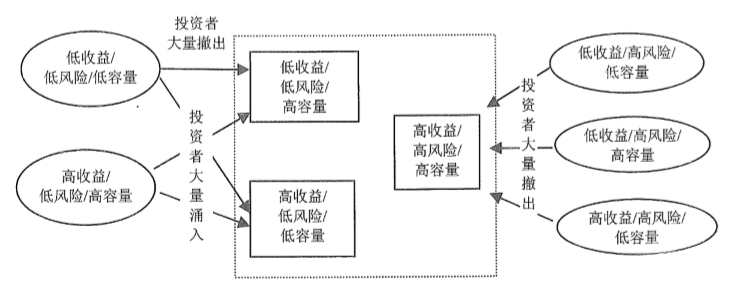 投资者
大量撤出
低收益/
低风险/低容量
低收益/
低风险/
高容量
投资者大量涌入
高收益/
低风险/高容量
高收益/
低风险/
低容量
高收益/
高风险/
高容量
投资者大量撤出
低收益/高风险/
低容量
低收益/高风险/
高容量
高收益/高风险/
低容量